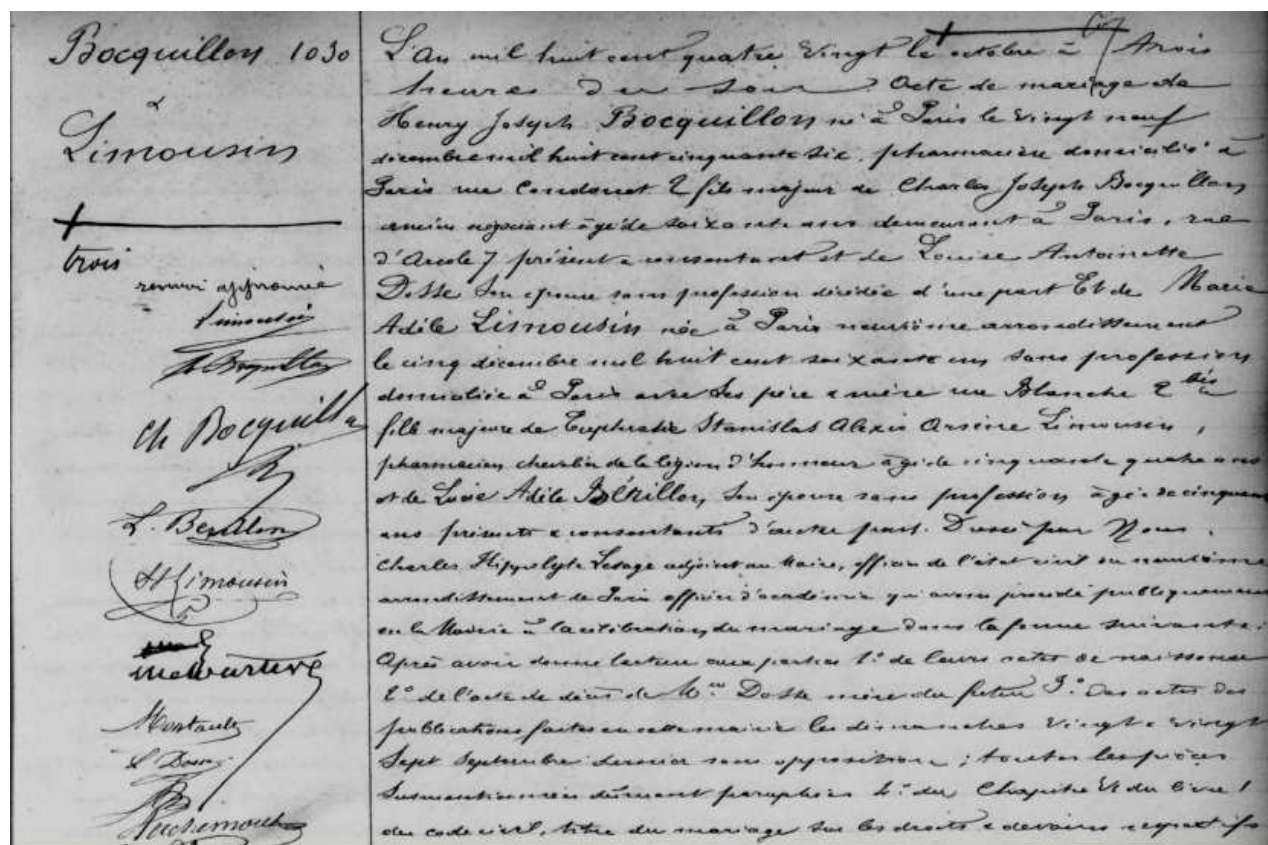 Bocquillon 1030
&
Limousin
trois
renvoi approuvé
Limousin
Ch Bocquillon
L. Berillon
St Limousin
L'An mil huit cent quatre vingt le octobre à trois
heures du soir Acte de mariage de
Henry Joseph Bocquillon né à Paris le vingt neuf
décembre mil huit cent cinquante six, pharmacien domicilié à
Paris rue Condorcet 2 fils majeur de Charles Joseph Bocquillon
ancien négociant âgé de soixante ans demeurant à Paris, rue
d'Arcole 7 présent & consentant et de Louise Antoinette
Dosse son épouse sans profession décédée d'une part Et de Marie
Adèle Limousin née à Paris neuvième arrondissement
le cinq décembre mil huit cent soixante un sans profession
domiciliée à Paris avec ses père & mère rue Blanche 2 bis
fille majeure de Euphrasie Stanislas Alexis Arsène Limousin,
pharmacien chevalier de la légion d'honneur âgé de cinquante quatre ans
et de Lucie Adèle Bérillon, son épouse sans profession âgée de cinquante
ans présents & consentants d'autre part. Dressé par Nous
Charles Hippolyte Lesage adjoint au Maire, officier de l'état civil du neuvième
arrondissement de Paris officier d'académie qui avons procédé publiquement
en la Mairie à la célébration du mariage dans la forme suivante:
Après avoir donné lecture aux parties 1° de leurs actes de naissance
2° de l'acte de décès de Mme Dosse mère du futur 3° des actes des
publications faites en cette mairie les dimanches vingt & vingt
sept Septembre dernier sans opposition; toutes les pièces
susmentionnées dûment paraphées 4° du Chapitre VI du livre 1
du code civil, titre du mariage sur les droits & devoirs respectifs